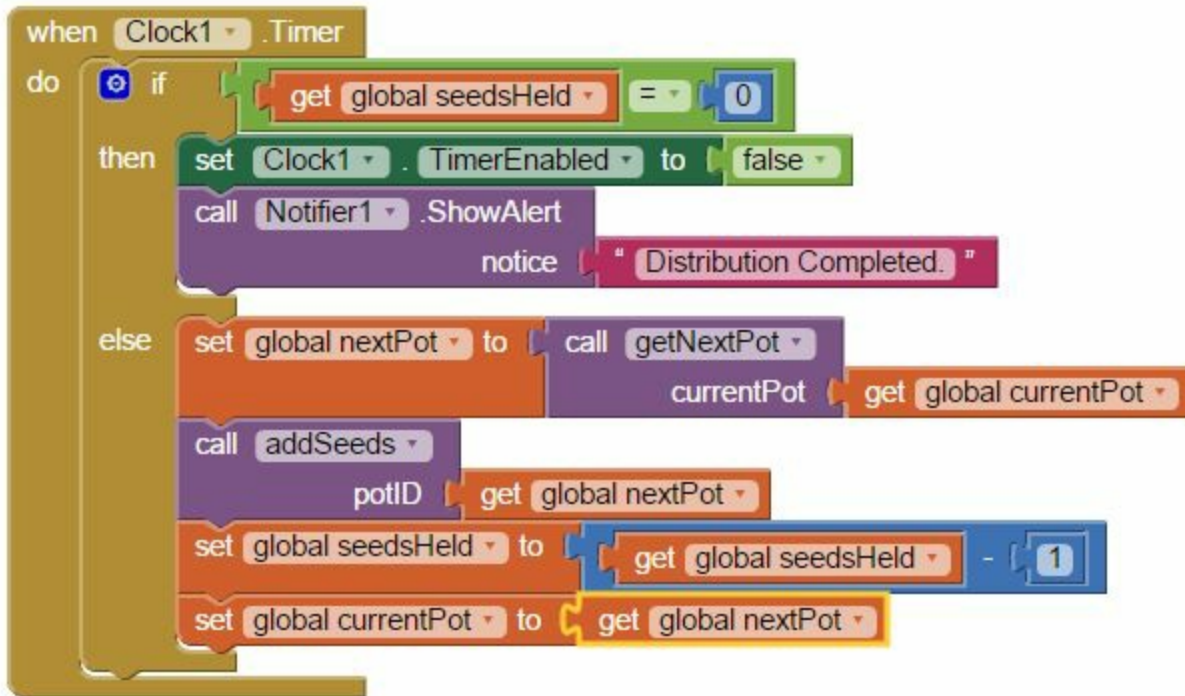 when Clock1 .Timer
do if get global seedsHeld = 0
then set Clock1 . TimerEnabled to false
call Notifier1 .ShowAlert
notice " Distribution Completed. "
else set global nextPot to call getNextPot
currentPot get global currentPot
call addSeeds
potID get global nextPot
set global seedsHeld to get global seedsHeld - 1
set global currentPot to get global nextPot